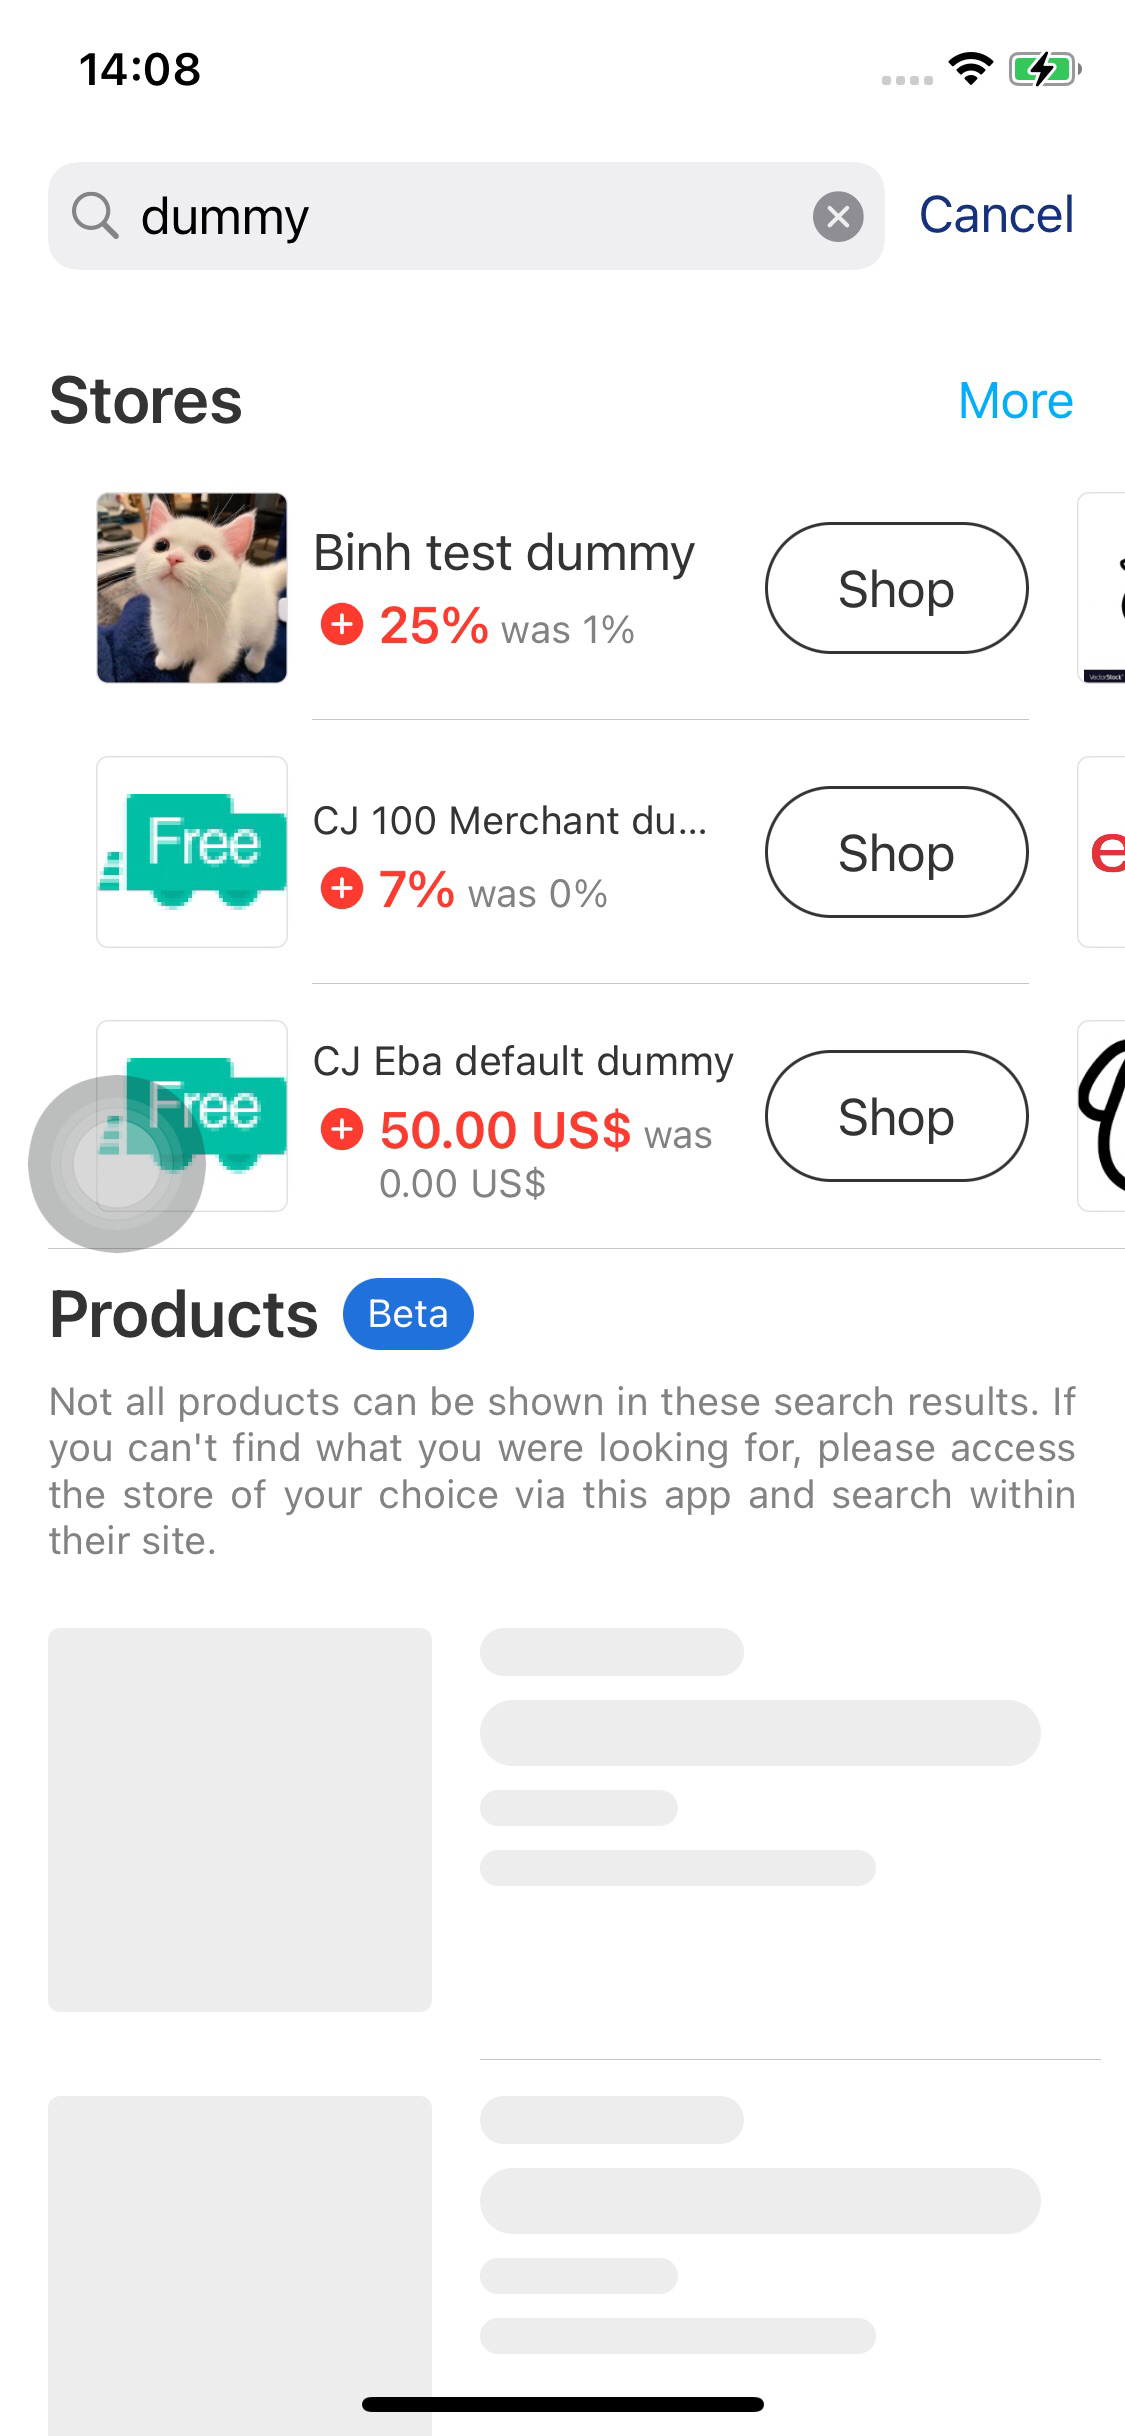 14:08
dummy
Cancel
Stores
More
Binh test dummy
25% was 1%
Shop
VectorStock
Free
CJ 100 Merchant du...
7% was 0%
Shop
e
Free
CJ Eba default dummy
50.00 US$ was
0.00 US$
Shop
Products
Beta
Not all products can be shown in these search results. If
you can't find what you were looking for, please access
the store of your choice via this app and search within
their site.